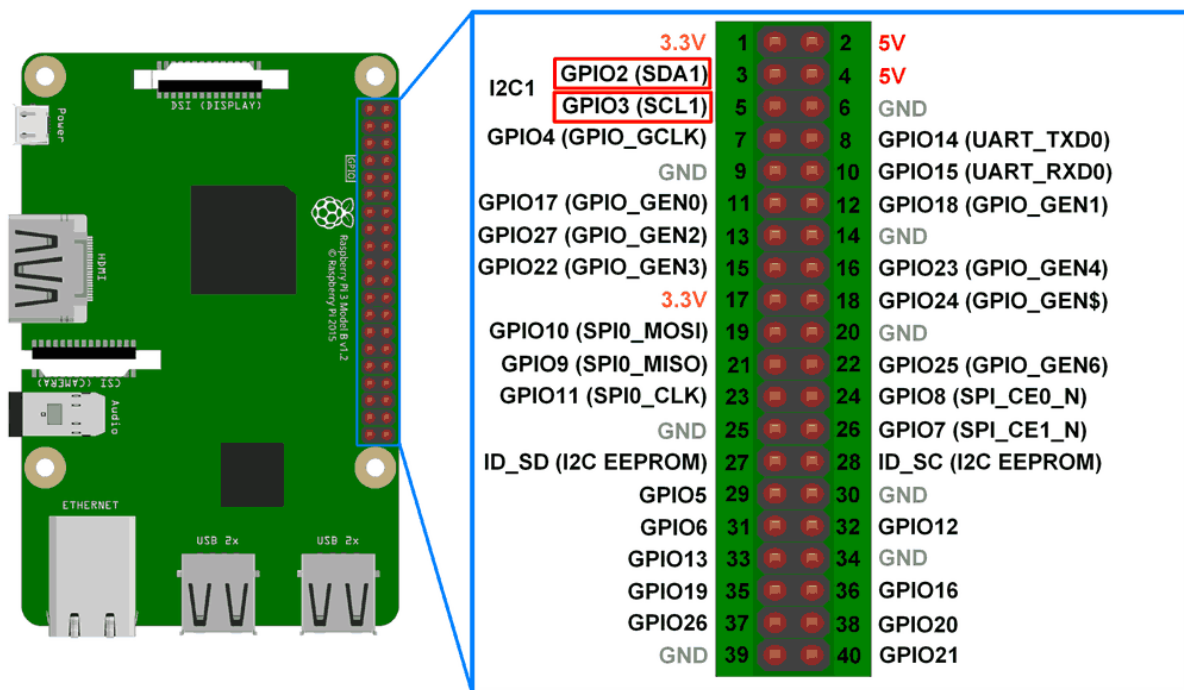 DSI (DISPLAY)
Power
HDMI
GPIO
Raspberry Pi 3 Model B v1.2
© Raspberry Pi 2015
CSI (CAMERA)
Audio
ETHERNET
USB 2x
USB 2x
I2C1
3.3V 1 2 5V
GPIO2 (SDA1) 3 4 5V
GPIO3 (SCL1) 5 6 GND
GPIO4 (GPIO_GCLK) 7 8 GPIO14 (UART_TXD0)
GND 9 10 GPIO15 (UART_RXD0)
GPIO17 (GPIO_GEN0) 11 12 GPIO18 (GPIO_GEN1)
GPIO27 (GPIO_GEN2) 13 14 GND
GPIO22 (GPIO_GEN3) 15 16 GPIO23 (GPIO_GEN4)
3.3V 17 18 GPIO24 (GPIO_GEN$)
GPIO10 (SPI0_MOSI) 19 20 GND
GPIO9 (SPI0_MISO) 21 22 GPIO25 (GPIO_GEN6)
GPIO11 (SPI0_CLK) 23 24 GPIO8 (SPI_CE0_N)
GND 25 26 GPIO7 (SPI_CE1_N)
ID_SD (I2C EEPROM) 27 28 ID_SC (I2C EEPROM)
GPIO5 29 30 GND
GPIO6 31 32 GPIO12
GPIO13 33 34 GND
GPIO19 35 36 GPIO16
GPIO26 37 38 GPIO20
GND 39 40 GPIO21